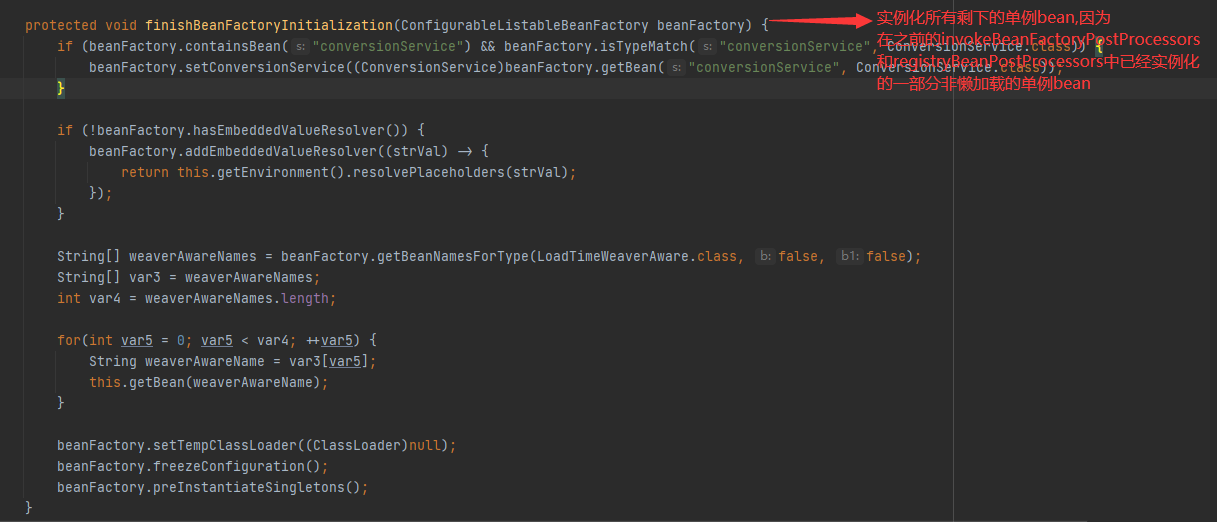 protected void finishBeanFactoryInitialization(ConfigurableListableBeanFactory beanFactory) {
实例化所有剩下的单例bean,因为
在之前的invokeBeanFactoryPostProcessors
和registryBeanPostProcessors中已经实例化
的一部分非懒加载的单例bean
if (beanFactory.containsBean( s: "conversionService") && beanFactory.isTypeMatch( s: "conversionService", ConversionService.class)) {
beanFactory.setConversionService((ConversionService)beanFactory.getBean( s: "conversionService", ConversionService.class));
}
if (!beanFactory.hasEmbeddedValueResolver()) {
beanFactory.addEmbeddedValueResolver((strVal) -> {
return this.getEnvironment().resolvePlaceholders(strVal);
});
}
String[] weaverAwareNames = beanFactory.getBeanNamesForType(LoadTimeWeaverAware.class, b: false, b1: false);
String[] var3 = weaverAwareNames;
int var4 = weaverAwareNames.length;
for(int var5 = 0; var5 < var4; ++var5) {
String weaverAwareName = var3[var5];
this.getBean(weaverAwareName);
}
beanFactory.setTempClassLoader((ClassLoader)null);
beanFactory.freezeConfiguration();
beanFactory.preInstantiateSingletons();
}